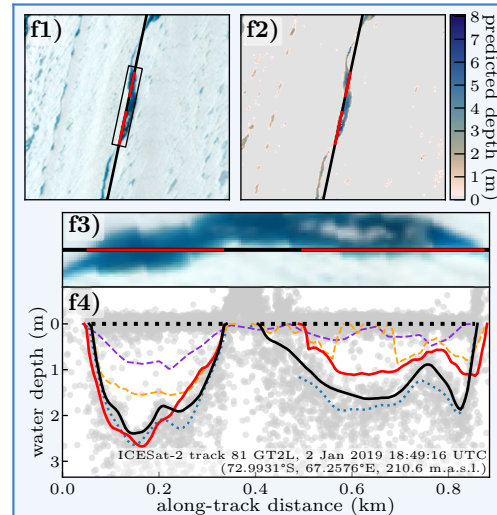 f1)
f2)
8
7
6
5
4
3
2
1
0
predicted depth (m)
f3)
f4)
0
1
2
3
water depth (m)
ICESat-2 track 81 GT2L, 2 Jan 2019 18:49:16 UTC
(72.9931°S, 67.2576°E, 210.6 m.a.s.l.)
0.0 0.2 0.4 0.6 0.8
along-track distance (km)